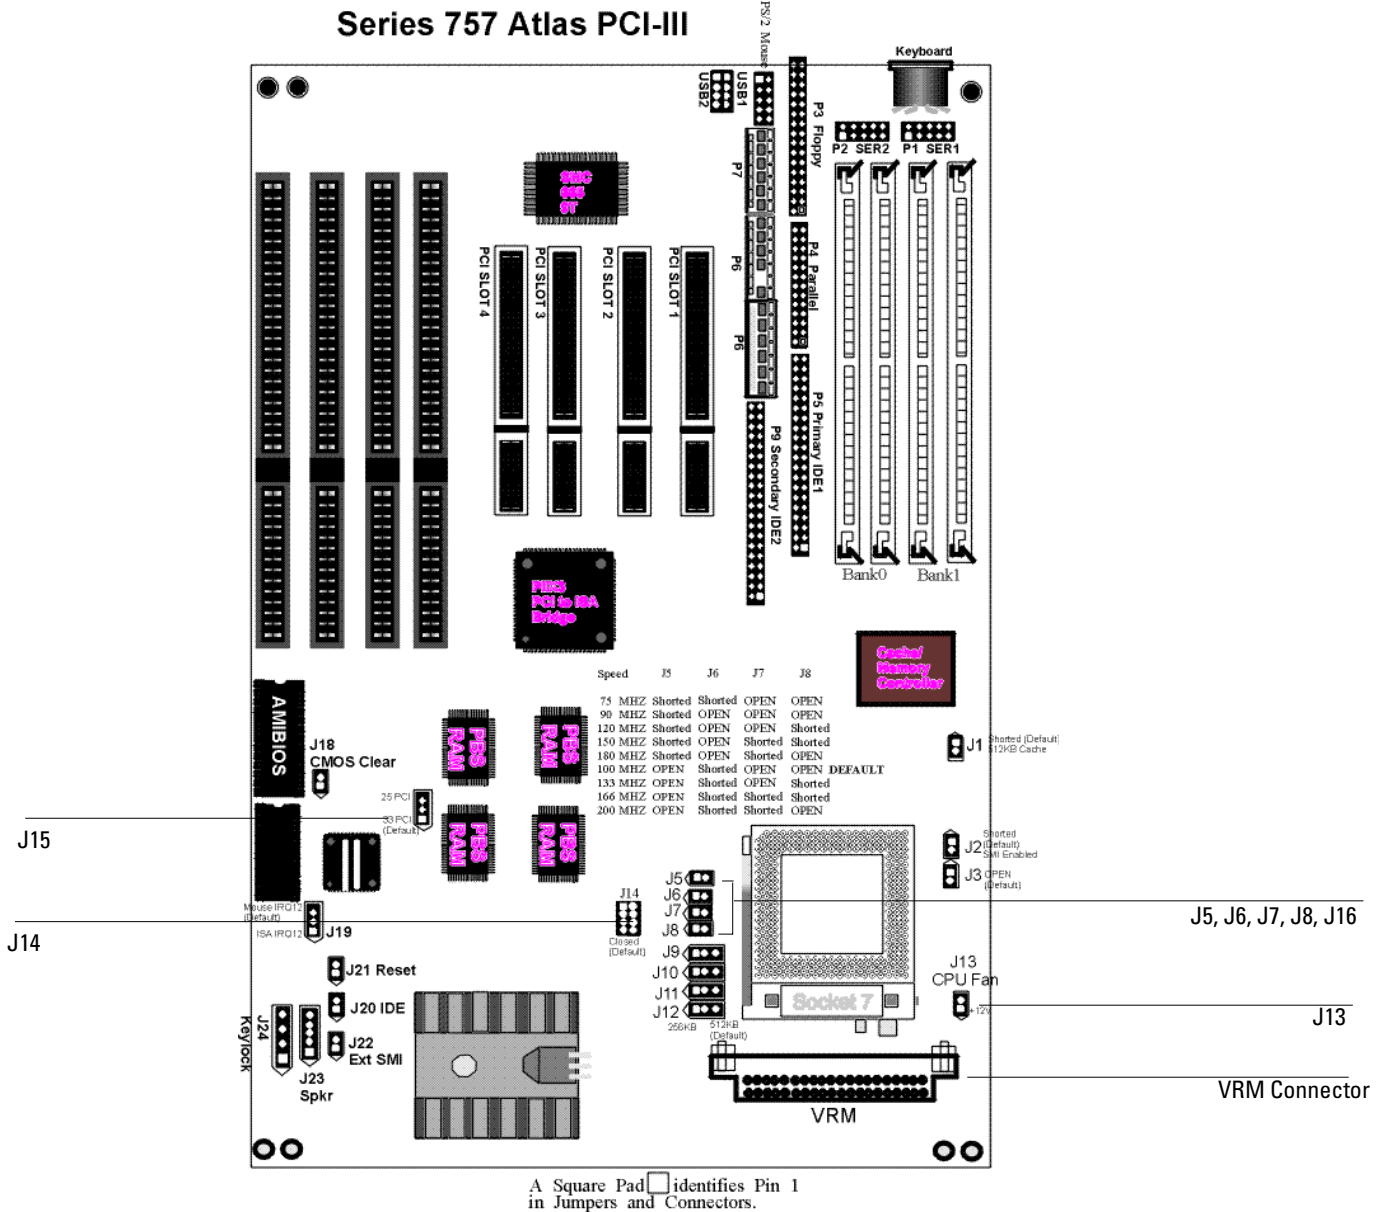 Series 757 Atlas PCI-III
PS/2 Mouse
Keyboard
USB2
USB1
P3 Floppy
P2 SER2
P1 SER1
P7
SMC
665
ST
P4 Parallel
P6
PCI SLOT 4
PCI SLOT 3
PCI SLOT 2
PCI SLOT 1
P6
P5 Primary IDE1
P9 Secondary IDE2
Bank0
Bank1
PIIX3
PCI to ISA
Bridge
Cache/
Memory
Controller
Speed J5 J6 J7 J8
75 MHZ Shorted Shorted OPEN OPEN
90 MHZ Shorted OPEN OPEN OPEN
120 MHZ Shorted OPEN OPEN Shorted
150 MHZ Shorted OPEN Shorted Shorted
180 MHZ Shorted OPEN Shorted OPEN
100 MHZ OPEN Shorted OPEN OPEN DEFAULT
133 MHZ OPEN Shorted OPEN Shorted
166 MHZ OPEN Shorted Shorted Shorted
200 MHZ OPEN Shorted Shorted OPEN
AMIBIOS
J18
CMOS Clear
PBS
RAM
PBS
RAM
J1
Shorted (Default)
512KB Cache
25 PCI
33 PCI
(Default)
J15
PBS
RAM
PBS
RAM
J2
Shorted
(Default)
SMI Enabled
J3
OPEN
(Default)
J5
J6
J7
J8
J5, J6, J7, J8, J16
J14
Closed
(Default)
Mouse IRQ12
(Default)
ISA IRQ12
J19
J14
J9
J10
J11
J12
256KB
512KB
(Default)
J13
CPU Fan
+12V
J13
Socket 7
J21 Reset
J20 IDE
J22
Ext SMI
J24
Keylock
J23
Spkr
VRM Connector
VRM
A Square Pad identifies Pin 1
in Jumpers and Connectors.